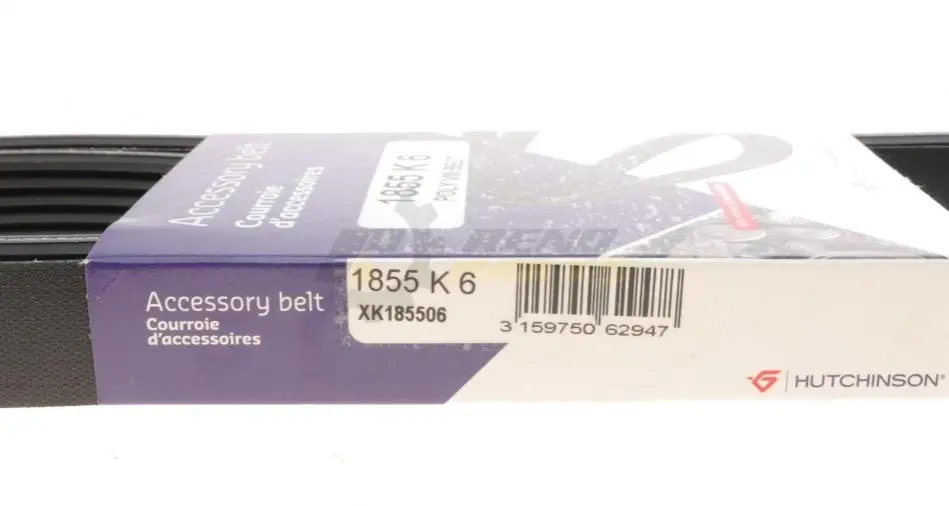 Accessory belt
Courroie
d'accessoires
1855 K 6
POLY V® BELT
Accessory belt
Courroie
d'accessoires
1855 K 6
XK185506
3 159750 62947
HUTCHINSON®